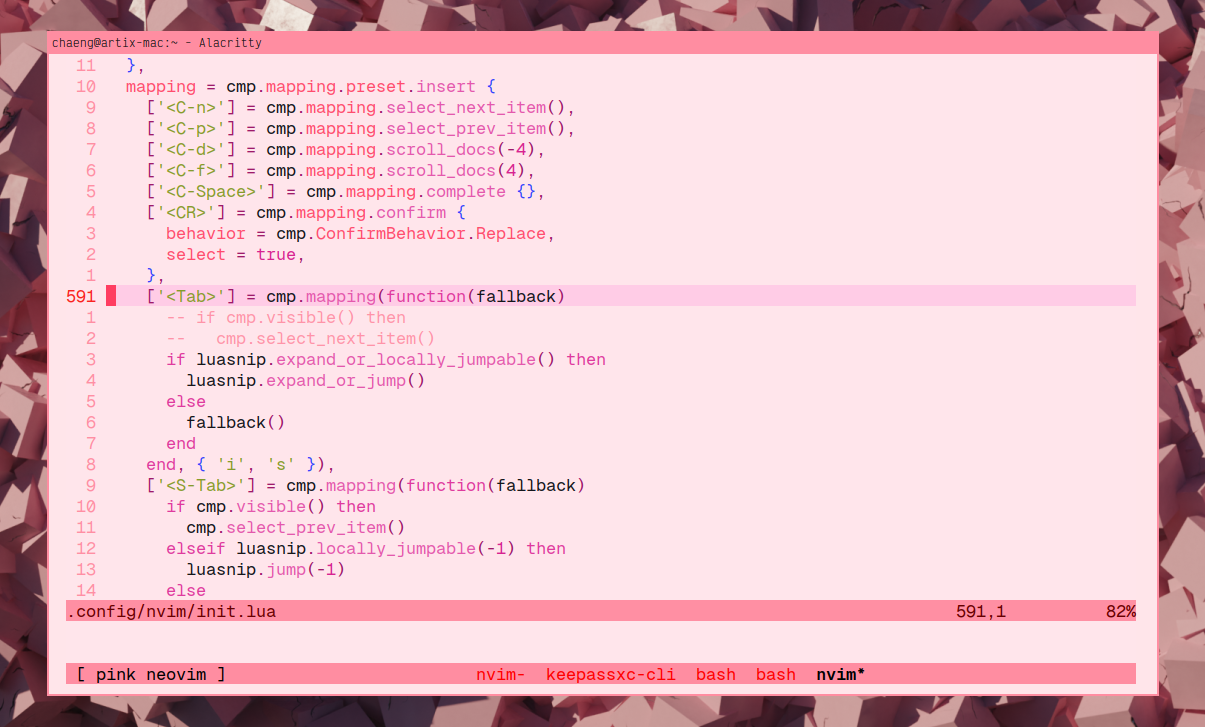 chaeng@artix-mac:~ - Alacritty
11   },
10   mapping = cmp.mapping.preset.insert {
9     ['<C-n>'] = cmp.mapping.select_next_item(),
8     ['<C-p>'] = cmp.mapping.select_prev_item(),
7     ['<C-d>'] = cmp.mapping.scroll_docs(-4),
6     ['<C-f>'] = cmp.mapping.scroll_docs(4),
5     ['<C-Space>'] = cmp.mapping.complete {},
4     ['<CR>'] = cmp.mapping.confirm {
3       behavior = cmp.ConfirmBehavior.Replace,
2       select = true,
1     },
591     ['<Tab>'] = cmp.mapping(function(fallback)
1       -- if cmp.visible() then
2       --   cmp.select_next_item()
3       if luasnip.expand_or_locally_jumpable() then
4         luasnip.expand_or_jump()
5       else
6         fallback()
7       end
8     end, { 'i', 's' }),
9     ['<S-Tab>'] = cmp.mapping(function(fallback)
10       if cmp.visible() then
11         cmp.select_prev_item()
12       elseif luasnip.locally_jumpable(-1) then
13         luasnip.jump(-1)
14       else
.config/nvim/init.lua 591,1 82%
[ pink neovim ] nvim- keepassxc-cli bash bash nvim*